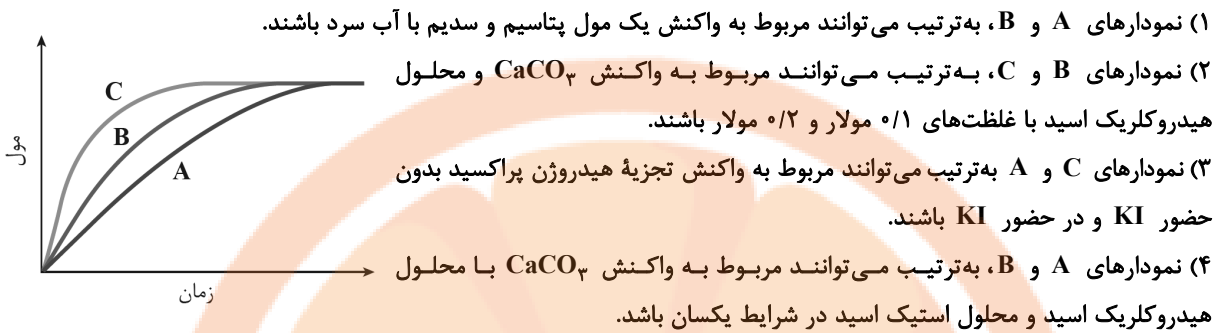 ۱) نمودارهای A و B، به‌ترتیب می‌توانند مربوط به واکنش یک مول پتاسیم و سدیم با آب سرد باشند.
۲) نمودارهای B و C، به‌ترتیب می‌توانند مربوط به واکنش CaCO₃ و محلول
هیدروکلریک اسید با غلظت‌های ۰/۱ مولار و ۰/۲ مولار باشند.
۳) نمودارهای C و A به‌ترتیب می‌توانند مربوط به واکنش تجزیهٔ هیدروژن پراکسید بدون
حضور KI و در حضور KI باشند.
۴) نمودارهای A و B، به‌ترتیب می‌توانند مربوط به واکنش CaCO₃ با محلول
هیدروکلریک اسید و محلول استیک اسید در شرایط یکسان باشد.
مول
C
B
A
زمان